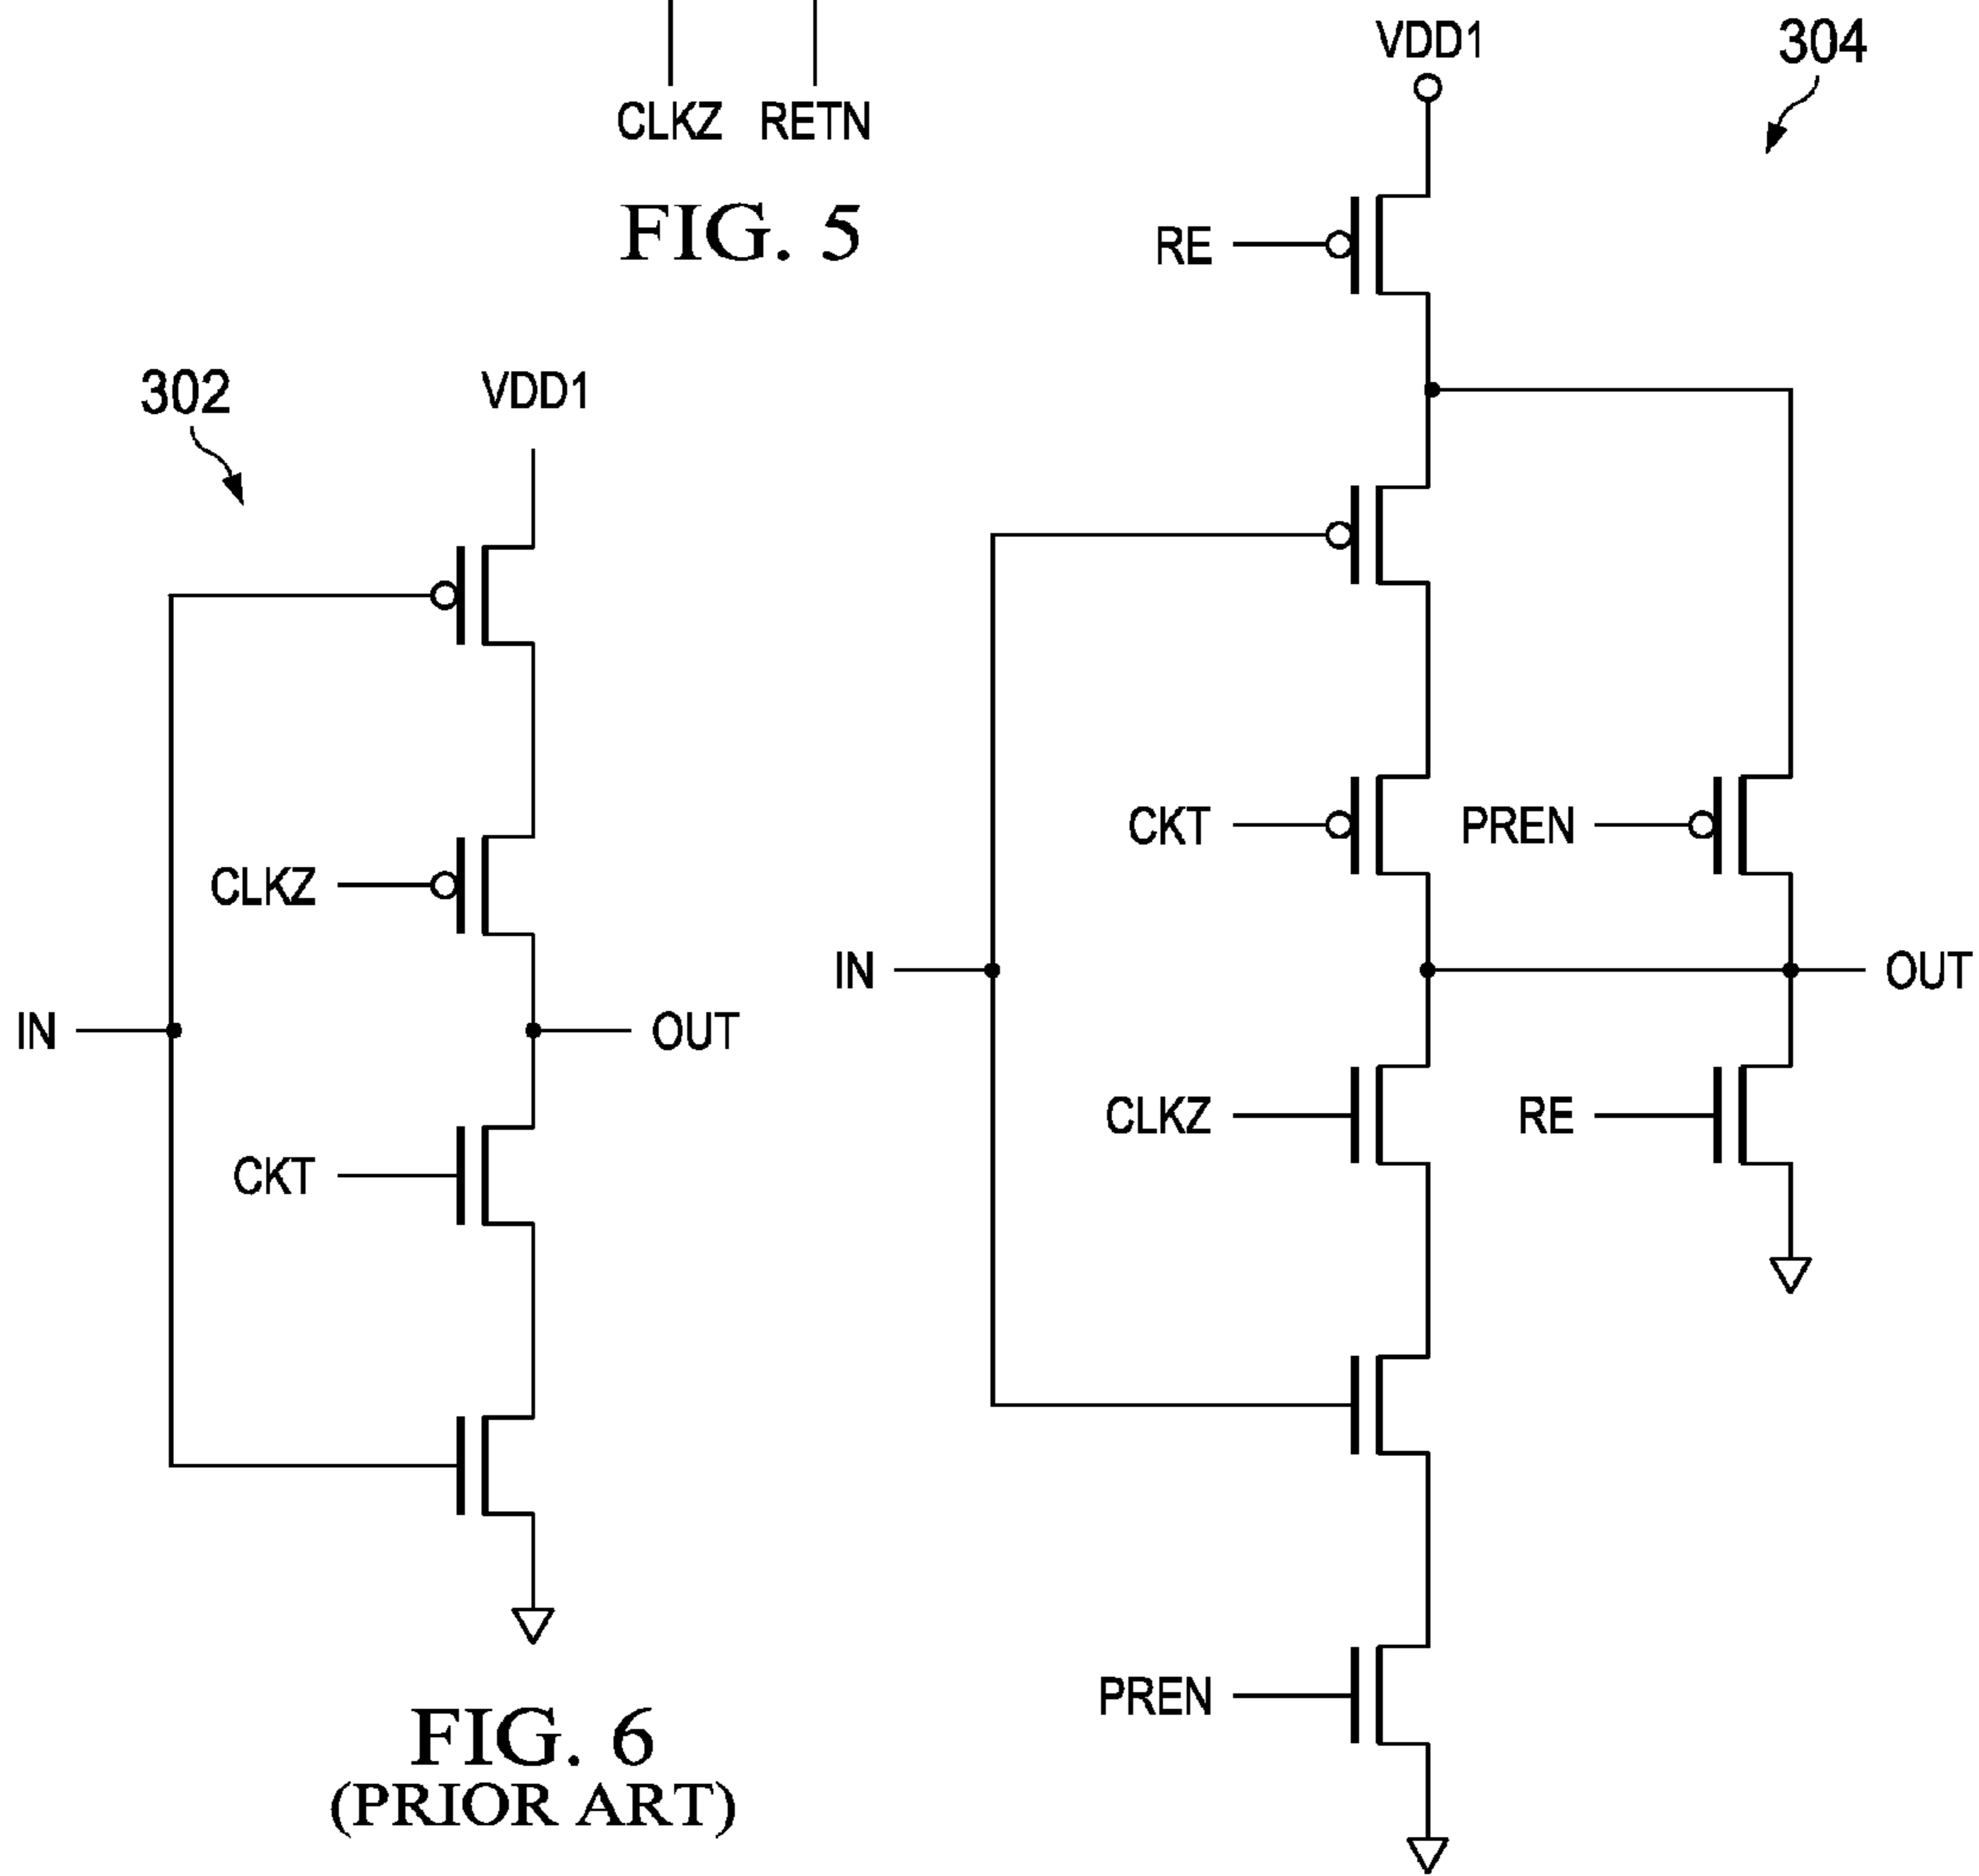 CLKZ RETN
FIG. 5
302
VDD1
CLKZ
IN
OUT
CKT
FIG. 6
(PRIOR ART)
VDD1
304
RE
CKT
PREN
IN
OUT
CLKZ
RE
PREN